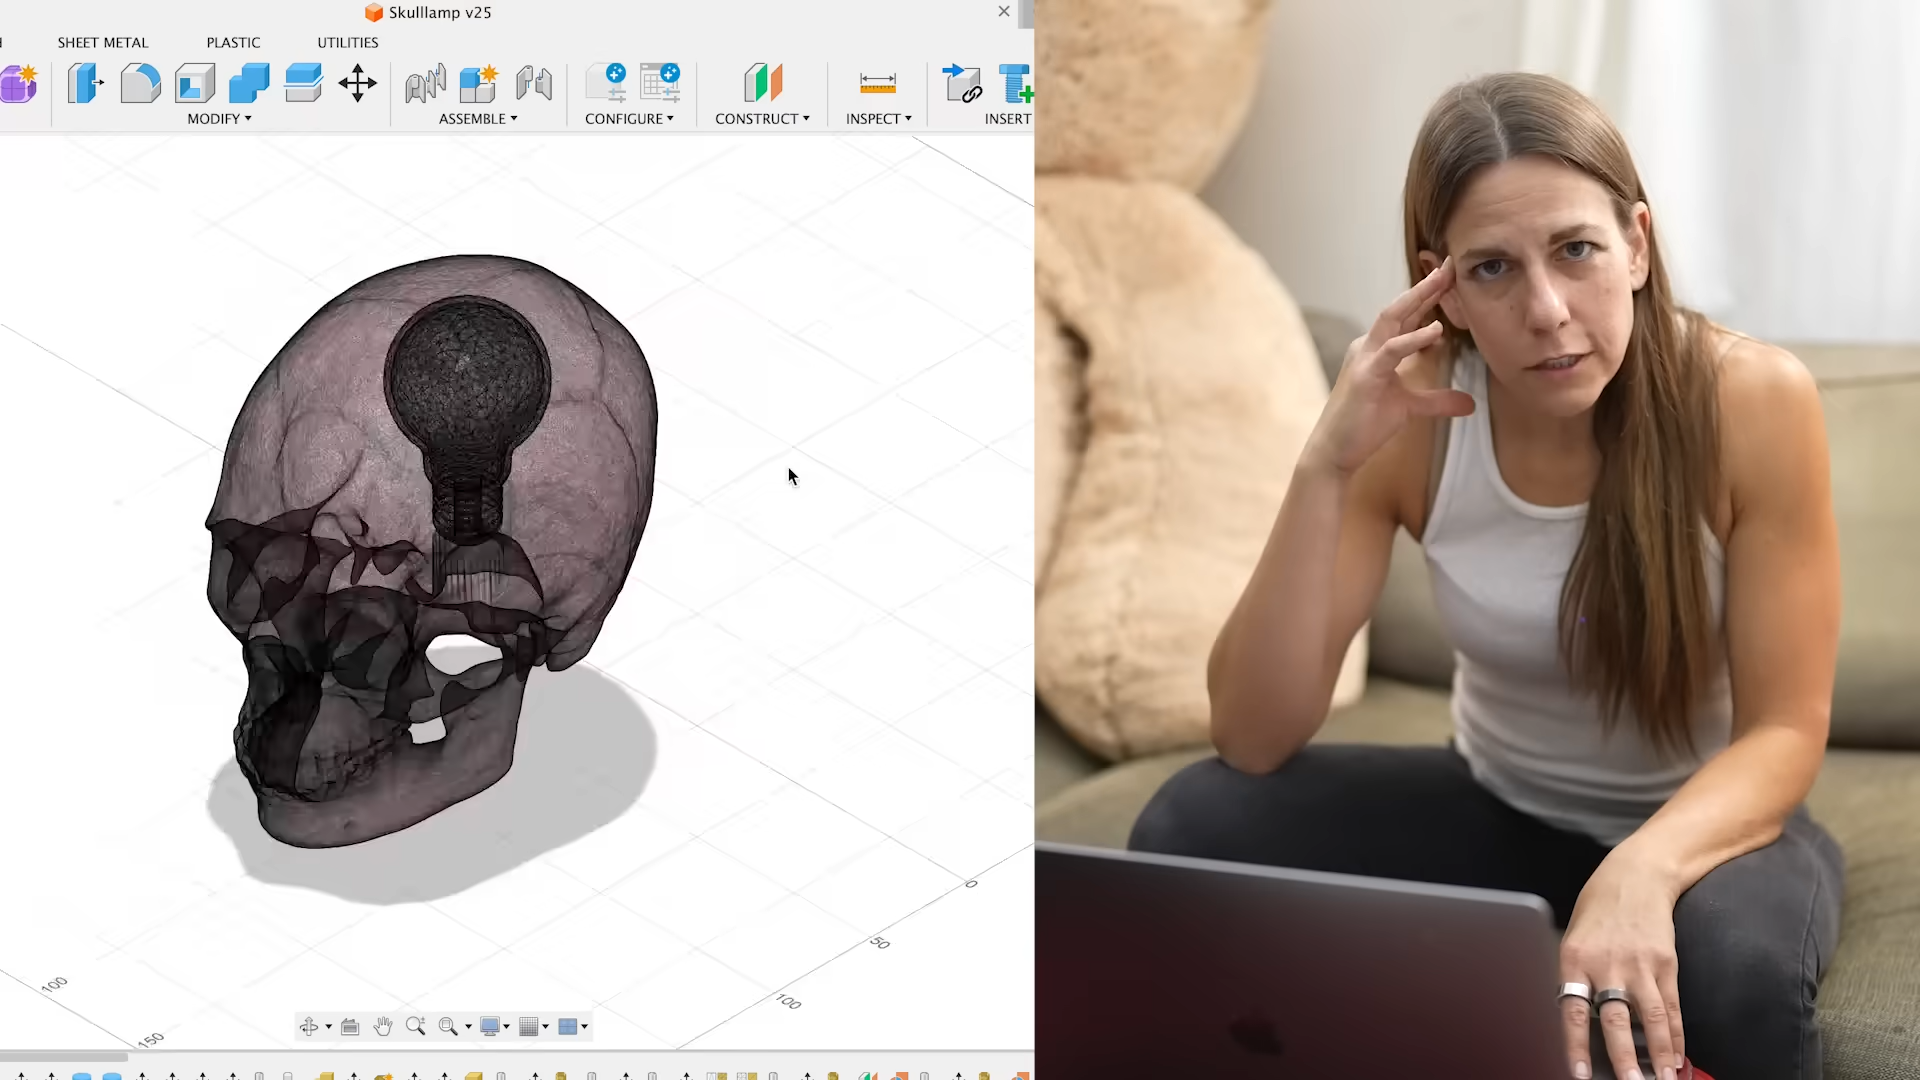 Skulllamp v25
SHEET METAL PLASTIC UTILITIES
MODIFY ASSEMBLE CONFIGURE CONSTRUCT INSPECT INSERT
0
50
100
100
150